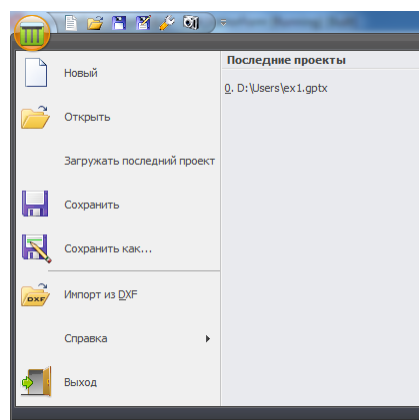 Последние проекты
Новый
0. D:\Users\ex1.gptx
Открыть
Загружать последний проект
Сохранить
Сохранить как...
DXF
Импорт из DXF
Справка
Выход